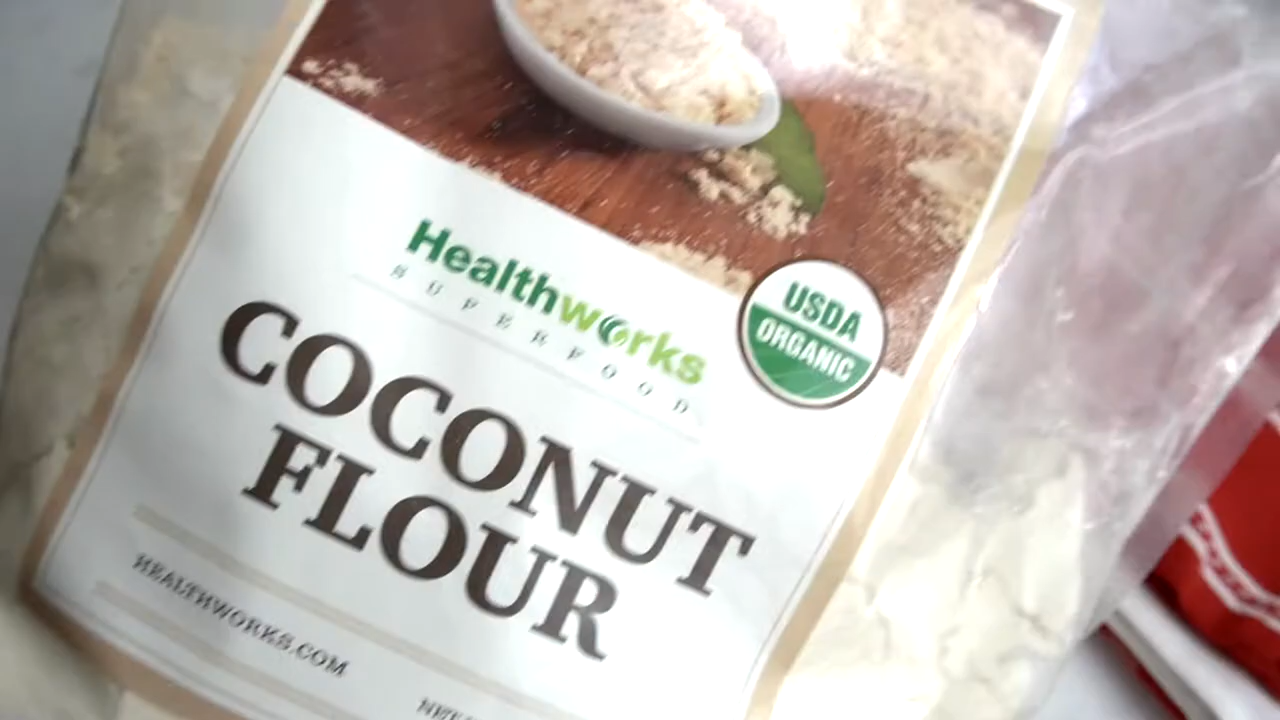 Healthworks
SUPERFOOD
USDA
ORGANIC
COCONUT
FLOUR
HEALTHWORKS.COM